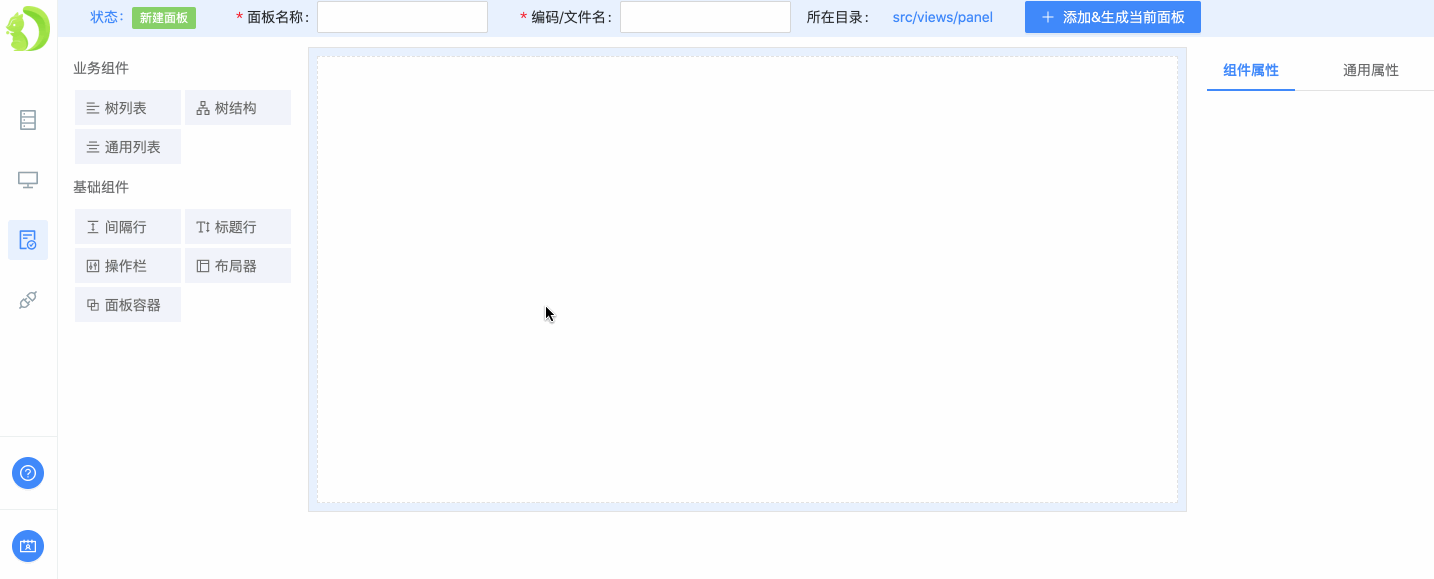 状态： 新建面板 * 面板名称： * 编码/文件名： 所在目录： src/views/panel 添加&生成当前面板
业务组件
树列表 树结构
通用列表
基础组件
间隔行 标题行
操作栏 布局器
面板容器
组件属性 通用属性